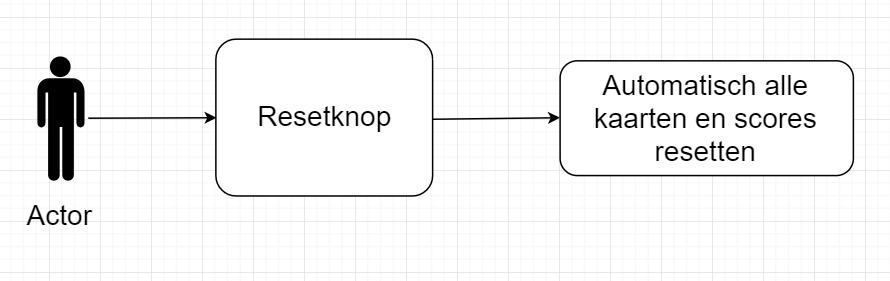 Resetknop
Automatisch alle
kaarten en scores
resetten
Actor